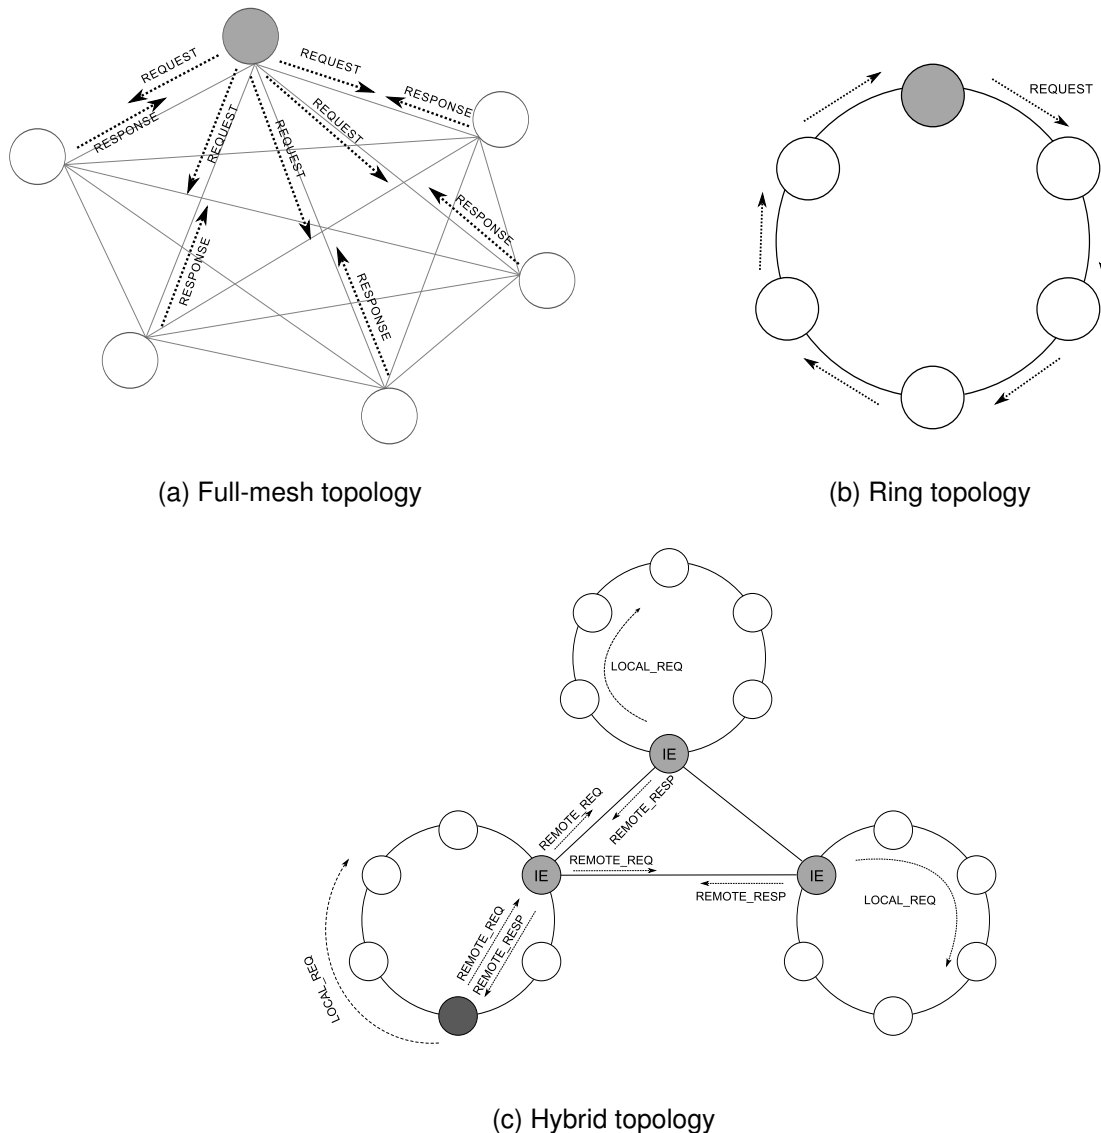 REQUEST
REQUEST
RESPONSE
RESPONSE
REQUEST
REQUEST
REQUEST
RESPONSE
RESPONSE
RESPONSE
REQUEST
(a) Full-mesh topology
(b) Ring topology
LOCAL_REQ
IE
REMOTE_REQ
REMOTE_RESP
IE
REMOTE_REQ
IE
REMOTE_RESP
LOCAL_REQ
REMOTE_REQ
REMOTE_RESP
LOCAL_REQ
(c) Hybrid topology